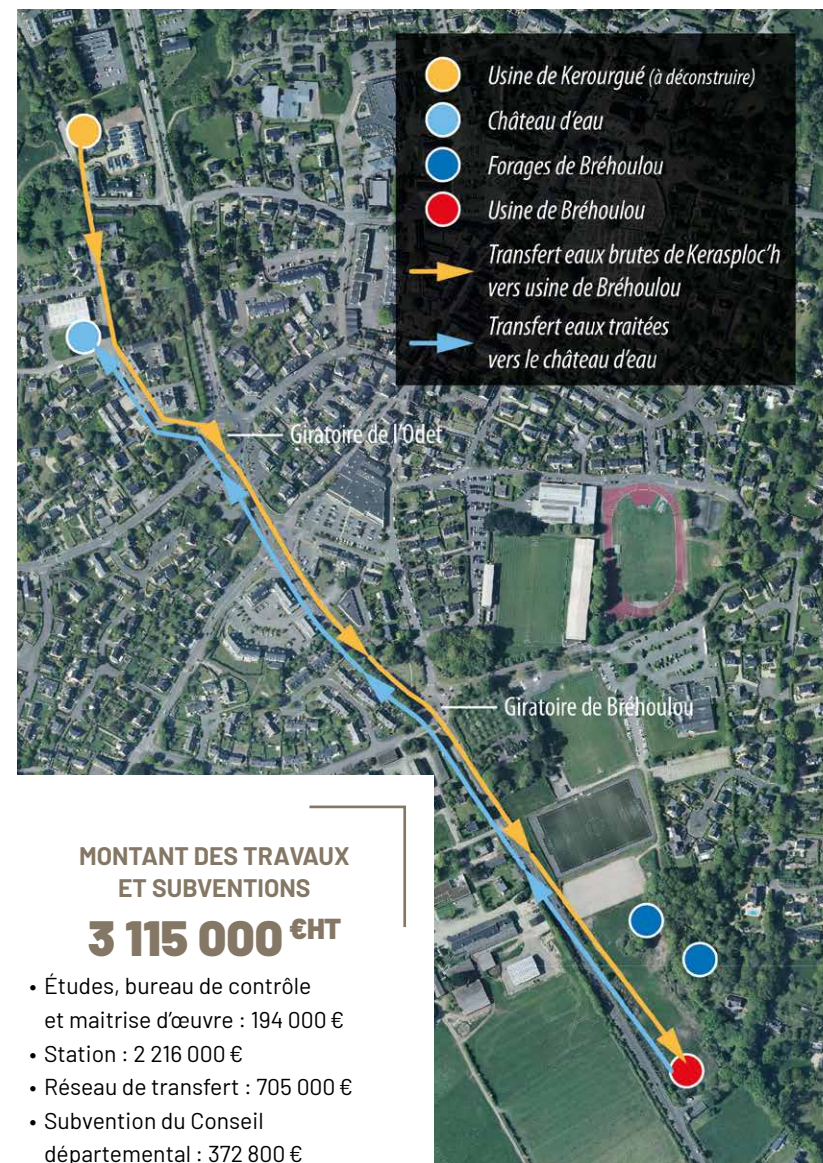 Usine de Kerourgué (à déconstruire)
Château d'eau
Forages de Bréhoulou
Usine de Bréhoulou
Transfert eaux brutes de Kerasploc'h
vers usine de Bréhoulou
Transfert eaux traitées
vers le château d'eau
Giratoire de l'Odet
Giratoire de Bréhoulou
MONTANT DES TRAVAUX
ET SUBVENTIONS
3 115 000 €HT
• Études, bureau de contrôle
et maitrise d'œuvre : 194 000 €
• Station : 2 216 000 €
• Réseau de transfert : 705 000 €
• Subvention du Conseil
départemental : 372 800 €